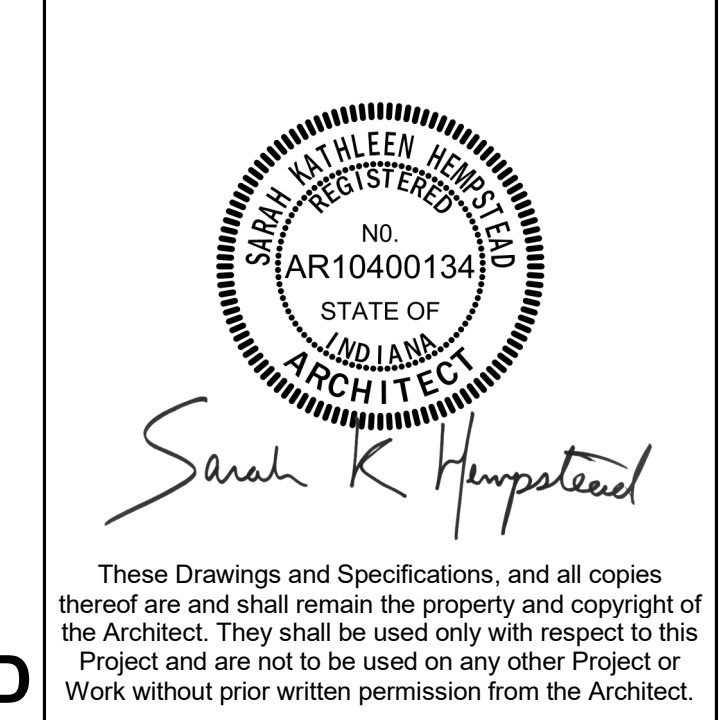 SARAH KATHLEEN HEMPSTEAD
REGISTERED
N0.
AR10400134
STATE OF
INDIANA
ARCHITECT
Sarah K Hempstead
These Drawings and Specifications, and all copies
thereof are and shall remain the property and copyright of
the Architect. They shall be used only with respect to this
Project and are not to be used on any other Project or
Work without prior written permission from the Architect.
D